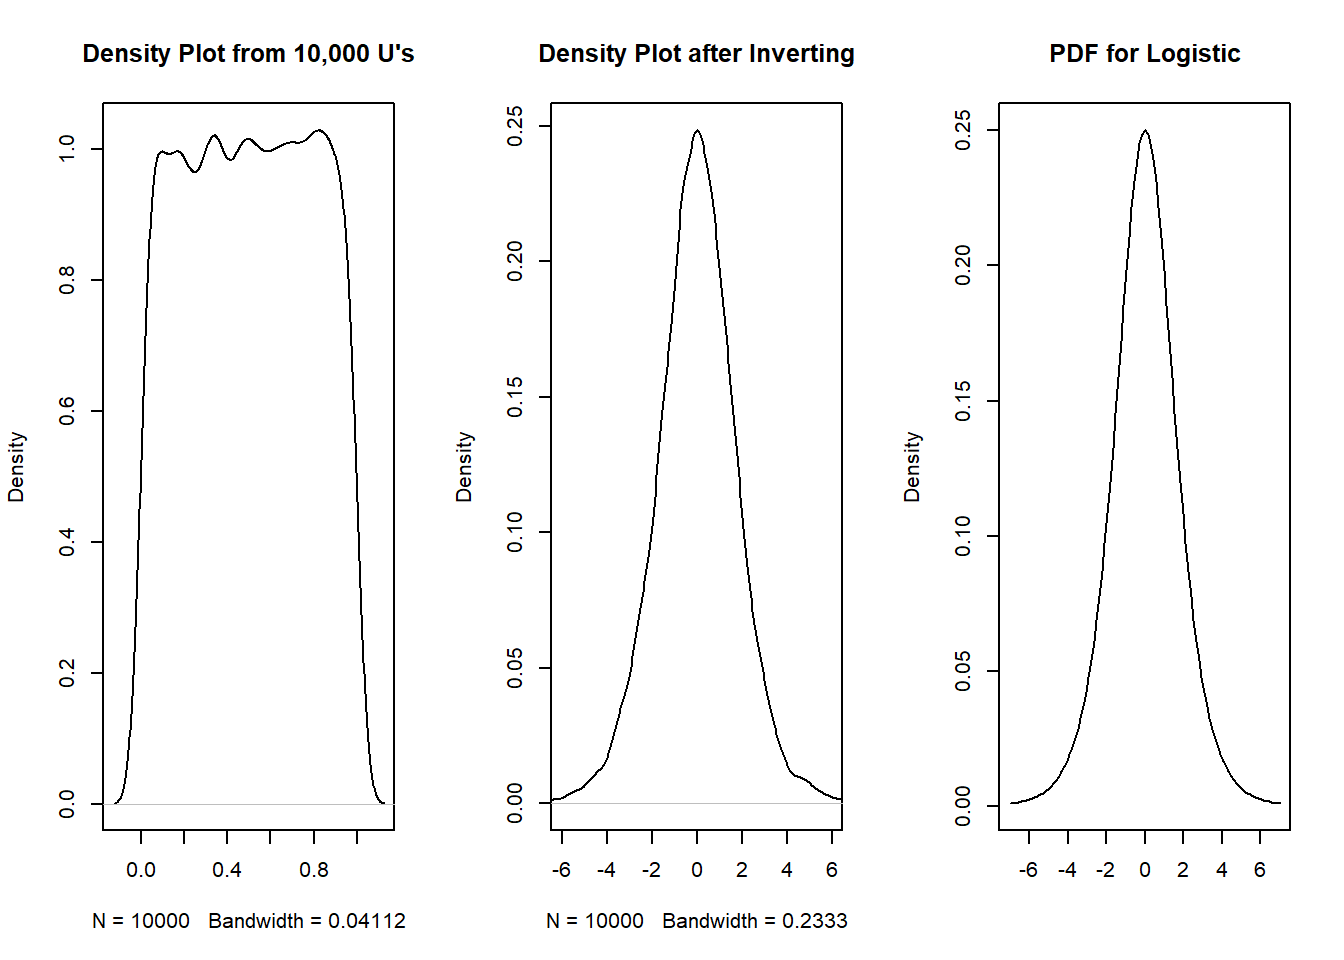 Density Plot from 10,000 U's
Density
1.0
0.8
0.6
0.4
0.2
0.0
0.0 0.4 0.8
N = 10000 Bandwidth = 0.04112
Density Plot after Inverting
Density
0.25
0.20
0.15
0.10
0.05
0.00
-6 -4 -2 0 2 4 6
N = 10000 Bandwidth = 0.2333
PDF for Logistic
Density
0.25
0.20
0.15
0.10
0.05
0.00
-6 -4 -2 0 2 4 6